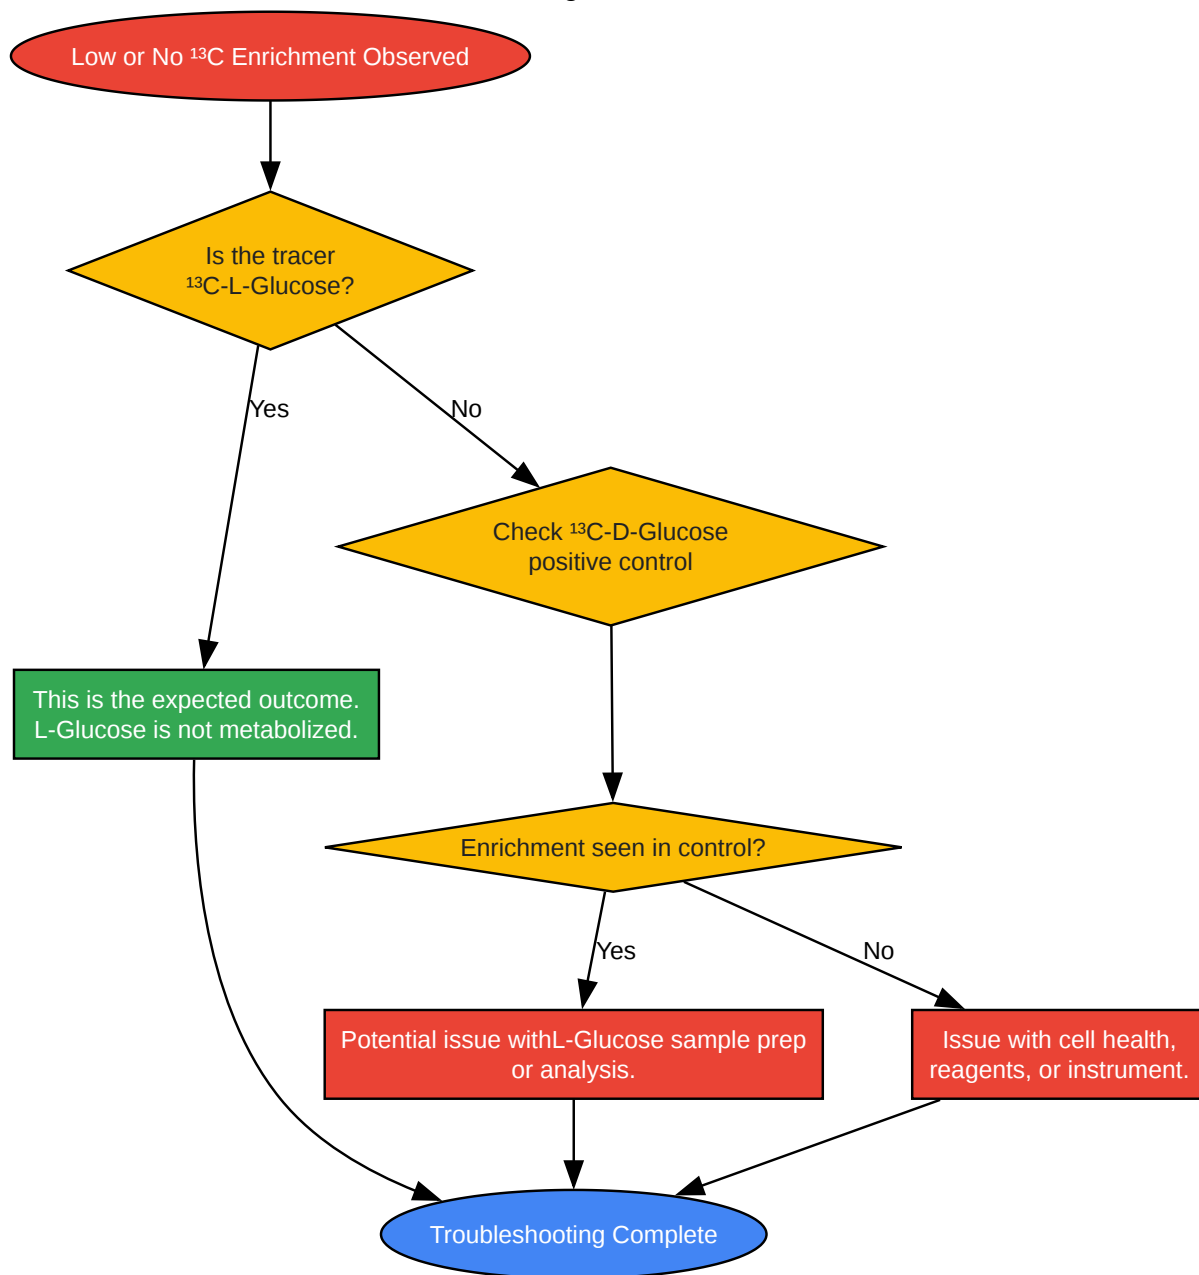 Low or No ¹³C Enrichment Observed
Is the tracer
¹³C-L-Glucose?
Yes
No
Check ¹³C-D-Glucose
positive control
This is the expected outcome.
L-Glucose is not metabolized.
Enrichment seen in control?
Yes
No
Potential issue withL-Glucose sample prep
or analysis.
Issue with cell health,
reagents, or instrument.
Troubleshooting Complete